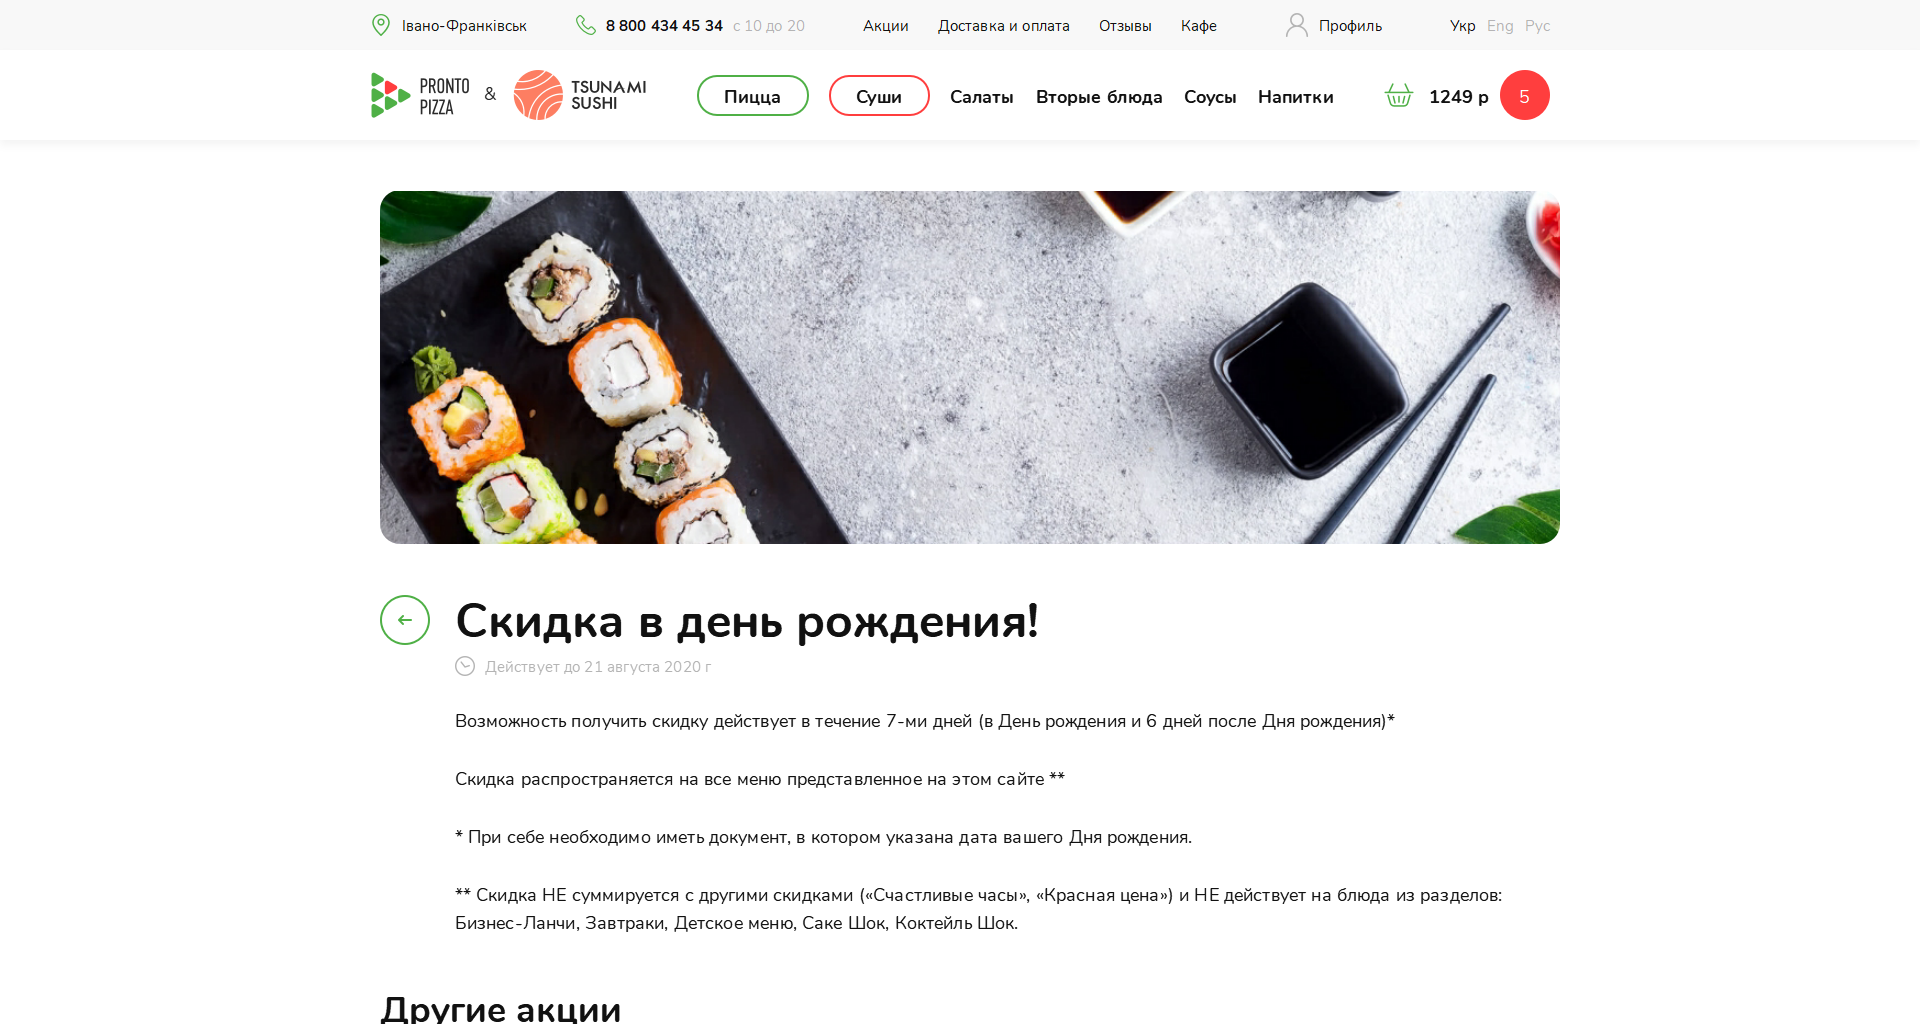 Івано-Франківськ 8 800 434 45 34 с 10 до 20 Акции Доставка и оплата Отзывы Кафе Профиль Укр Eng Рус
PRONTO PIZZA & TSUNAMI SUSHI Пицца Суши Салаты Вторые блюда Соусы Напитки 1249 р 5
Скидка в день рождения!
Действует до 21 августа 2020 г
Возможность получить скидку действует в течение 7-ми дней (в День рождения и 6 дней после Дня рождения)*
Скидка распространяется на все меню представленное на этом сайте **
* При себе необходимо иметь документ, в котором указана дата вашего Дня рождения.
** Скидка НЕ суммируется с другими скидками («Счастливые часы», «Красная цена») и НЕ действует на блюда из разделов:
Бизнес-Ланчи, Завтраки, Детское меню, Саке Шок, Коктейль Шок.
Другие акции